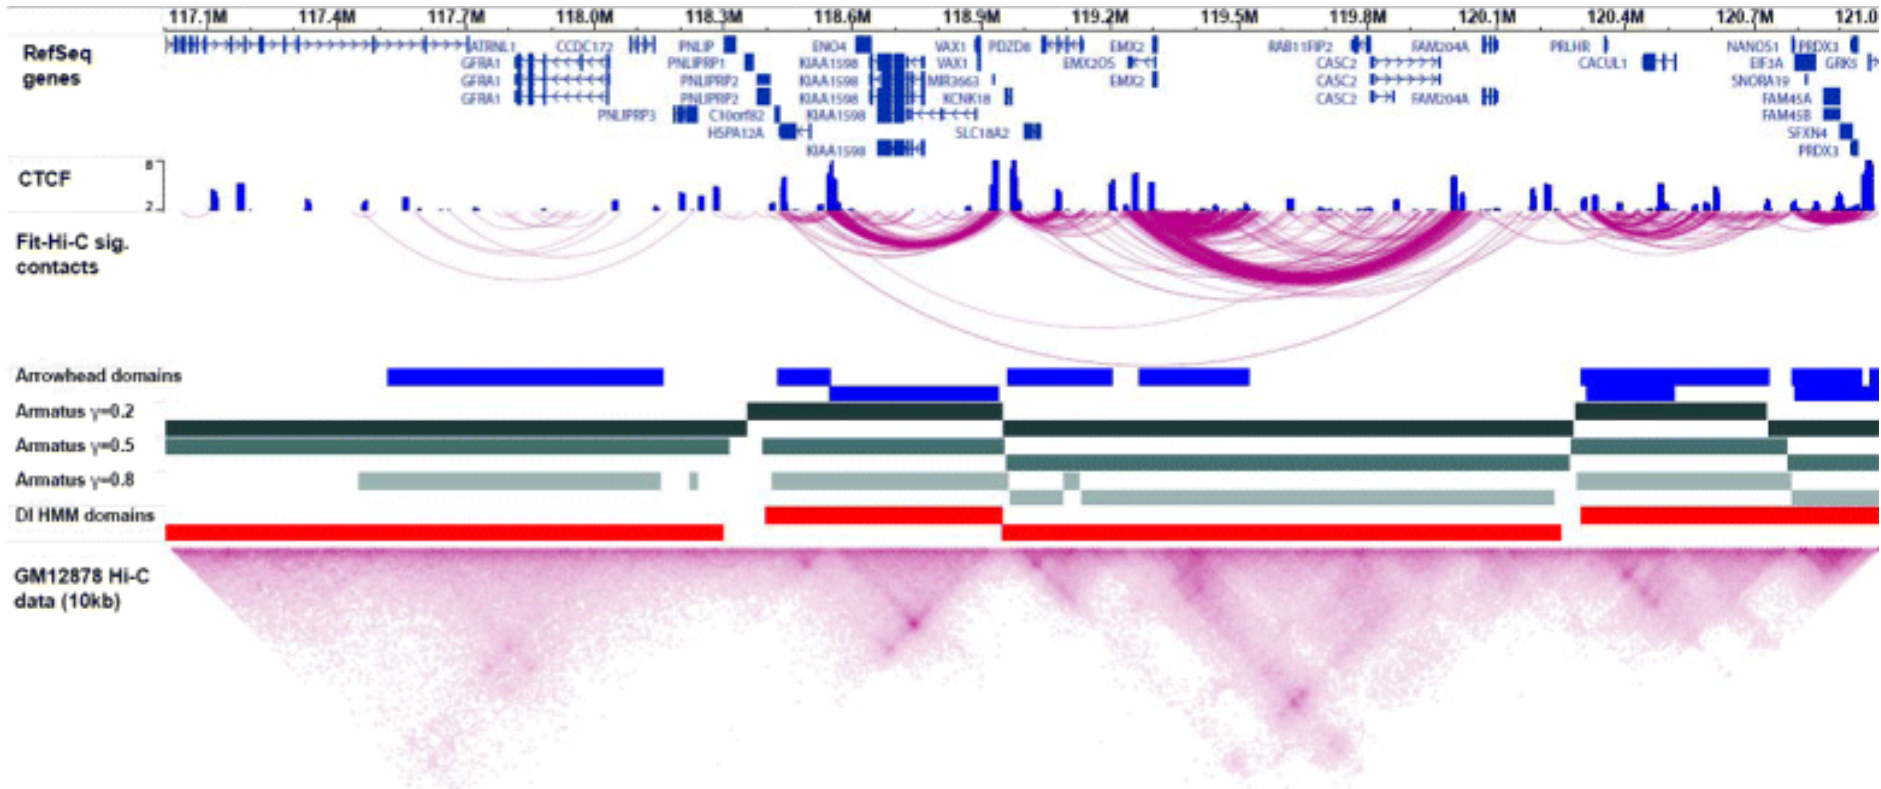 117.1M 117.4M 117.7M 118.0M 118.3M 118.6M 118.9M 119.2M 119.5M 119.8M 120.1M 120.4M 120.7M 121.0
RefSeq
genes
ATRNL1 CCDC172 PNLIP ENO4 VAX1 PDZD8 EMX2 RAB11FIP2 FAM204A PRLHR NANOS1 PRDX3
GFRA1 PNLIPRP1 KIAA1598 VAX1 EMX2OS CASC2 CACUL1 EIF3A GRK5
GFRA1 PNLIPRP2 KIAA1598 MIR3663 EMX2 CASC2 SNORA19
GFRA1 PNLIPRP2 KIAA1598 KCNK18 CASC2 FAM204A FAM45A
PNLIPRP3 C10orf82 KIAA1598 FAM45B
HSPA12A SLC18A2 SFXN4
KIAA1598 PRDX3
CTCF
8
2
Fit-Hi-C sig.
contacts
Arrowhead domains
Armatus γ=0.2
Armatus γ=0.5
Armatus γ=0.8
DI HMM domains
GM12878 Hi-C
data (10kb)